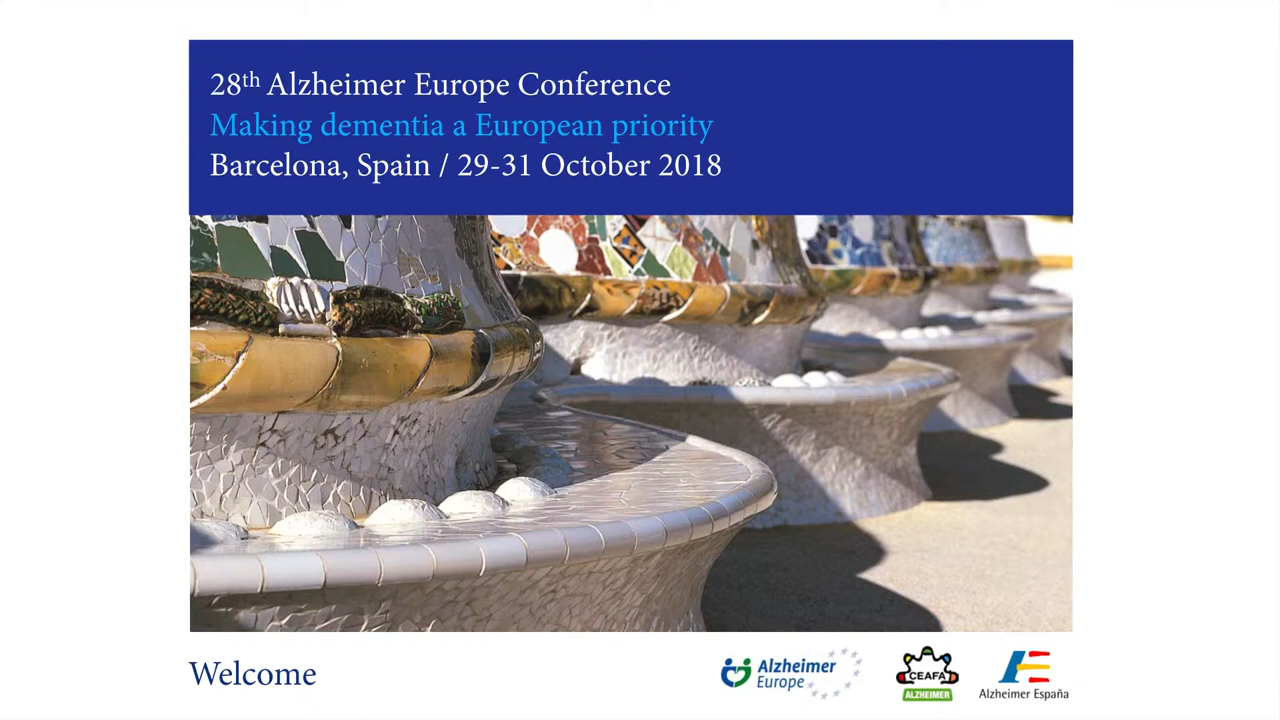 28th Alzheimer Europe Conference
Making dementia a European priority
Barcelona, Spain / 29-31 October 2018
Welcome
Alzheimer
Europe
CEAFA
ALZHEIMER
Alzheimer España